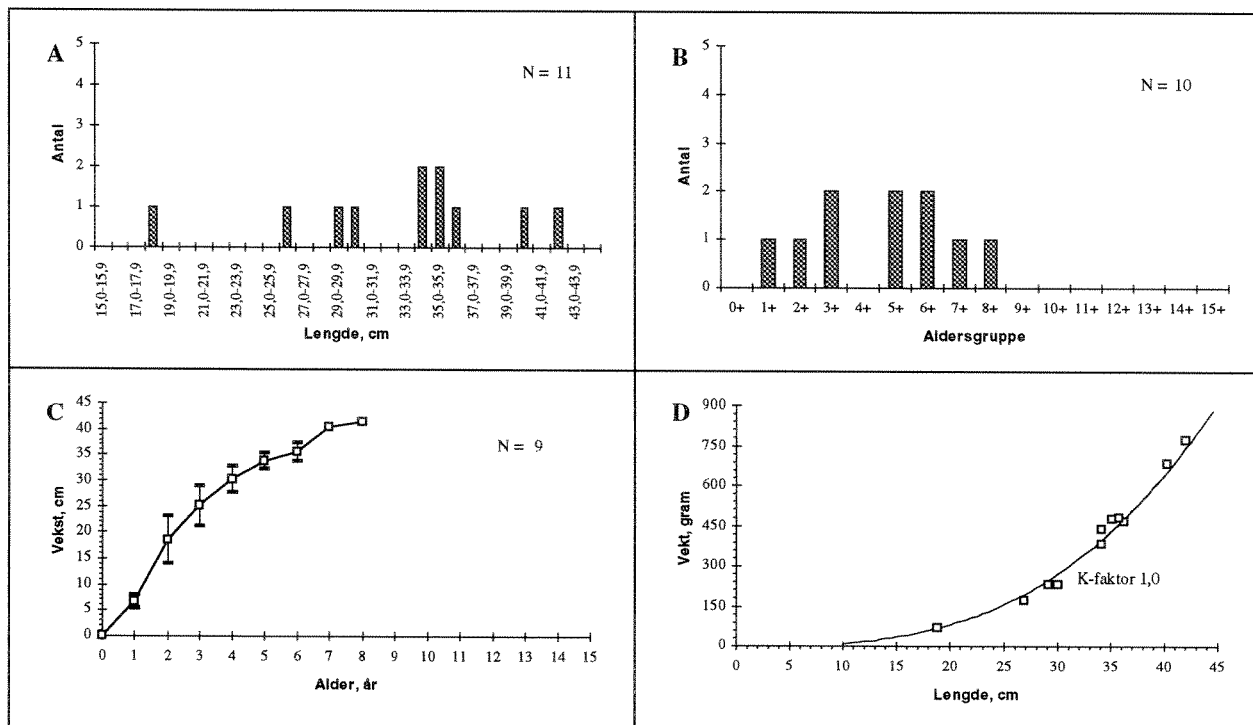 A
N = 11
Antal
5
4
3
2
1
0
15,0-15,9
17,0-17,9
19,0-19,9
21,0-21,9
23,0-23,9
25,0-25,9
27,0-27,9
29,0-29,9
31,0-31,9
33,0-33,9
35,0-35,9
37,0-37,9
39,0-39,9
41,0-41,9
43,0-43,9
Lengde, cm
B
N = 10
Antal
5
4
3
2
1
0
0+ 1+ 2+ 3+ 4+ 5+ 6+ 7+ 8+ 9+ 10+ 11+ 12+ 13+ 14+ 15+
Aldersgruppe
C
N = 9
Vekst, cm
45
40
35
30
25
20
15
10
5
0
0 1 2 3 4 5 6 7 8 9 10 11 12 13 14 15
Alder, år
D
Vekt, gram
900
750
600
450
300
150
0
K-faktor 1,0
0 5 10 15 20 25 30 35 40 45
Lengde, cm